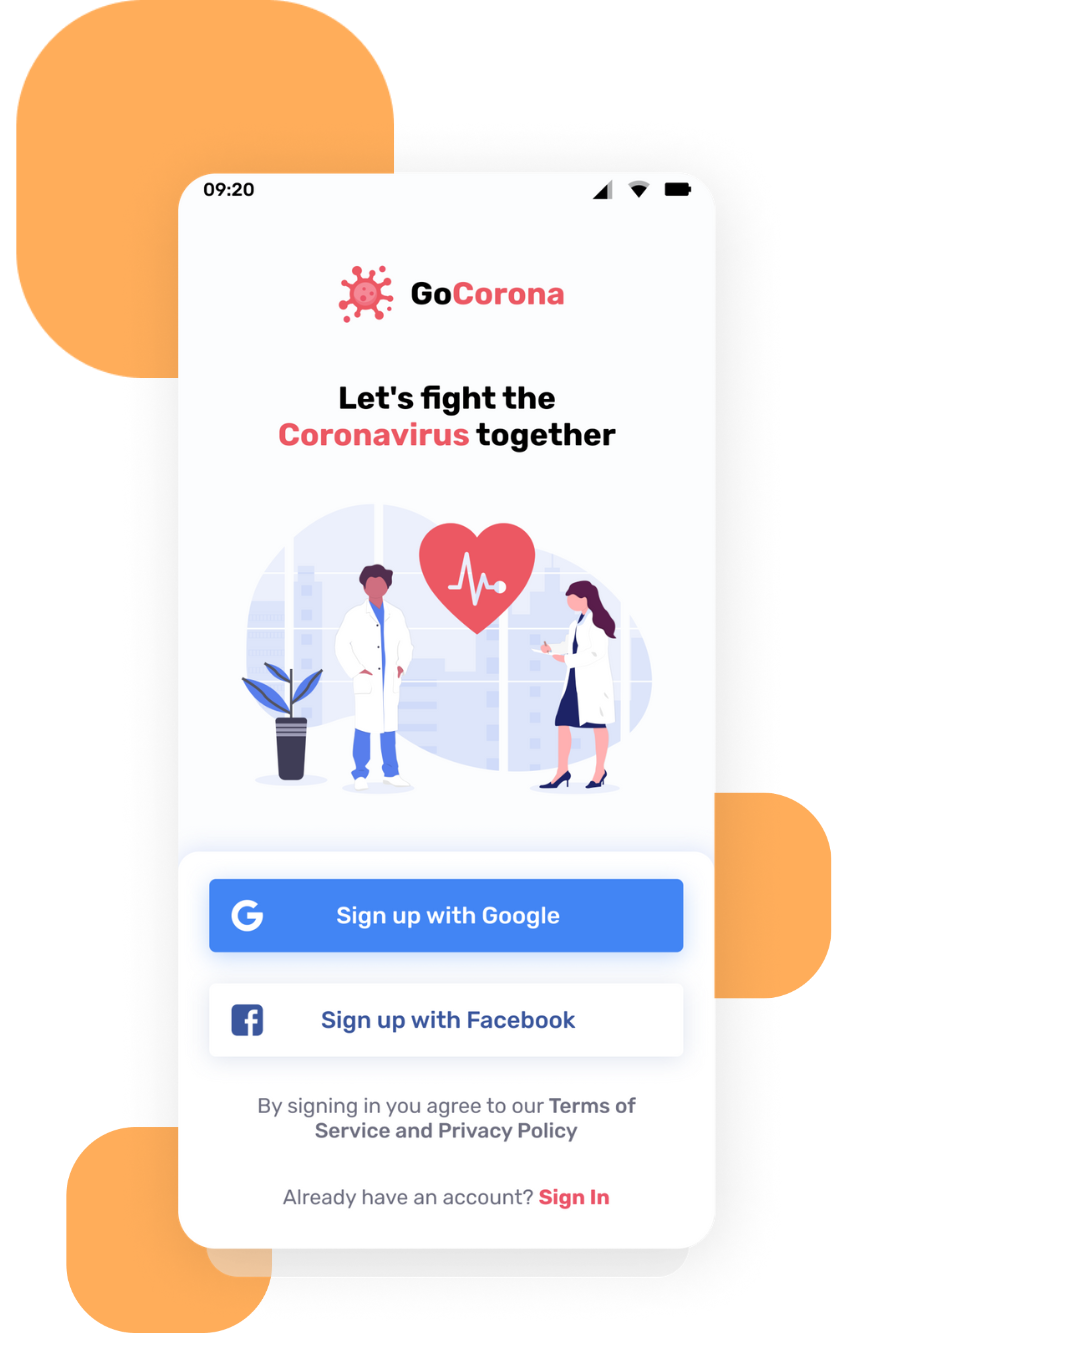 09:20
GoCorona
Let's fight the
Coronavirus together
Sign up with Google
Sign up with Facebook
By signing in you agree to our Terms of
Service and Privacy Policy
Already have an account? Sign In